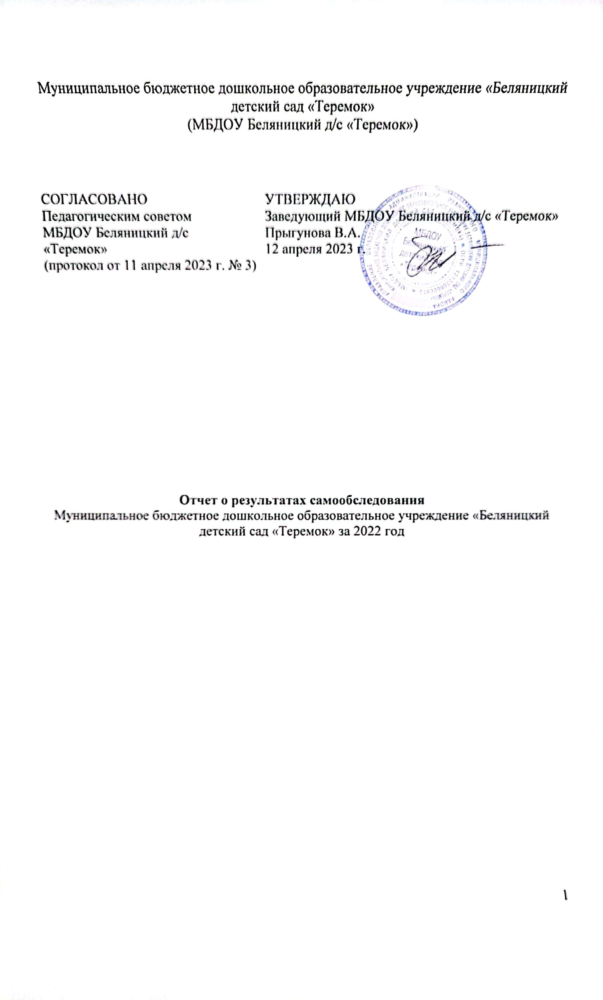 Муниципальное бюджетное дошкольное образовательное учреждение «Беляницкий
детский сад «Теремок»
(МБДОУ Беляницкий д/с «Теремок»)
СОГЛАСОВАНО
Педагогическим советом
МБДОУ Беляницкий д/с
«Теремок»
(протокол от 11 апреля 2023 г. № 3)
УТВЕРЖДАЮ
Заведующий МБДОУ Беляницкий д/с «Теремок»
Прыгунова В.А.
12 апреля 2023 г.
МБДОУ
Беляницкий
детский сад
«Теремок»
Отчет о результатах самообследования
Муниципальное бюджетное дошкольное образовательное учреждение «Беляницкий
детский сад «Теремок» за 2022 год
1